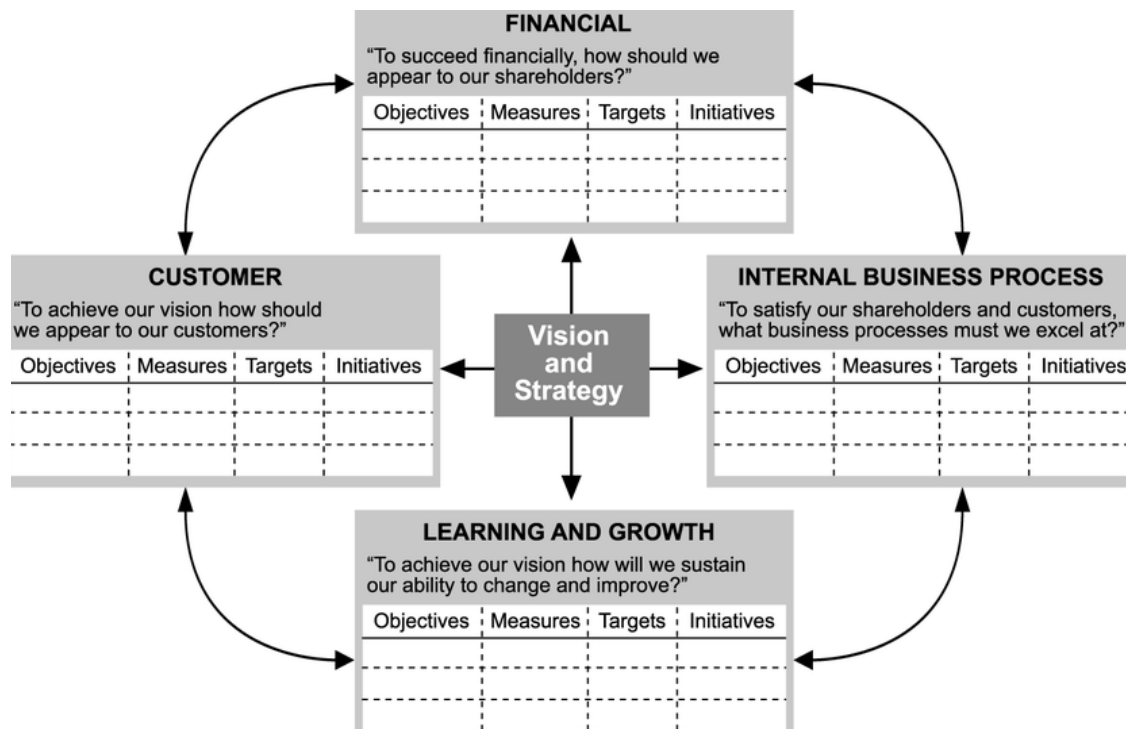 FINANCIAL
“To succeed financially, how should we
appear to our shareholders?”
Objectives Measures Targets Initiatives
CUSTOMER
“To achieve our vision how should
we appear to our customers?”
Objectives Measures Targets Initiatives
Vision
and
Strategy
INTERNAL BUSINESS PROCESS
“To satisfy our shareholders and customers,
what business processes must we excel at?”
Objectives Measures Targets Initiatives
LEARNING AND GROWTH
“To achieve our vision how will we sustain
our ability to change and improve?”
Objectives Measures Targets Initiatives